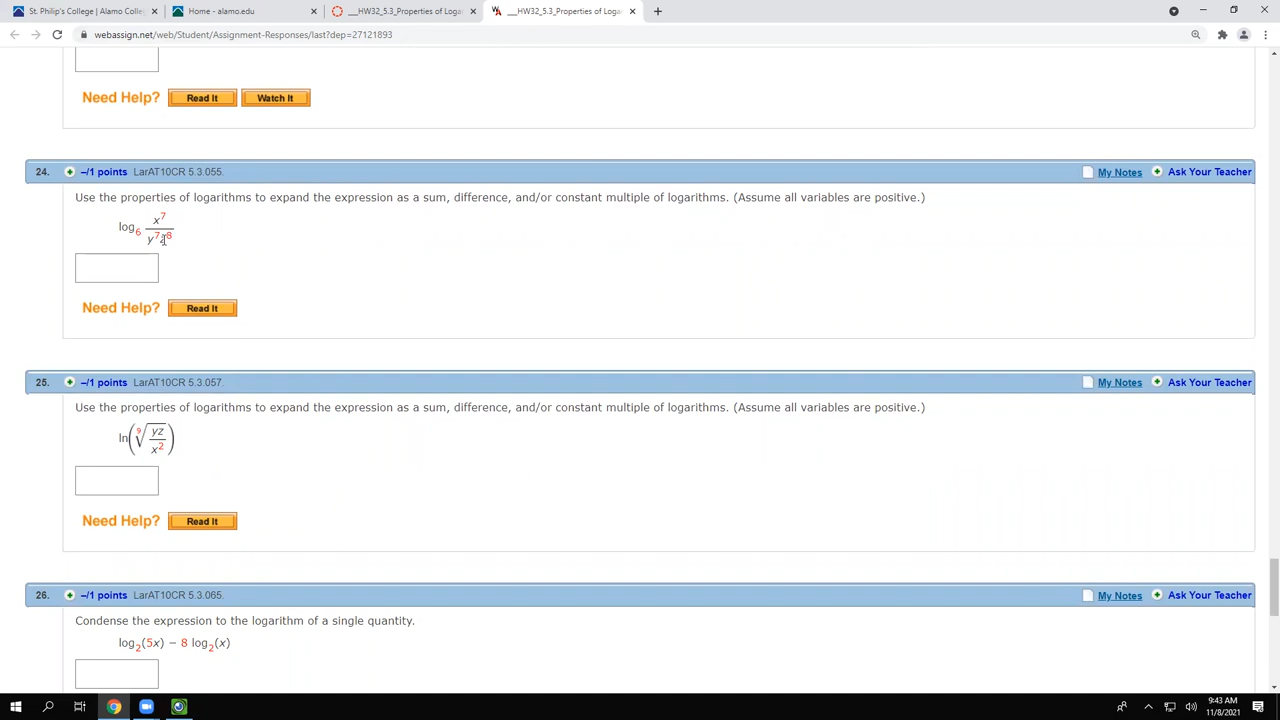 St. Philip's College | Alamo Colle
Home - alamo.edu
__HW32_5.3_Properties of Logar
__HW32_5.3_Properties of Logar
webassign.net/web/Student/Assignment-Responses/last?dep=27121893
Need Help? Read It Watch It
24. –/1 points LarAT10CR 5.3.055. My Notes Ask Your Teacher
Use the properties of logarithms to expand the expression as a sum, difference, and/or constant multiple of logarithms. (Assume all variables are positive.)
log₆ x⁷
y⁷z⁸
Need Help? Read It
25. –/1 points LarAT10CR 5.3.057. My Notes Ask Your Teacher
Use the properties of logarithms to expand the expression as a sum, difference, and/or constant multiple of logarithms. (Assume all variables are positive.)
ln(⁹√ yz
x² )
Need Help? Read It
26. –/1 points LarAT10CR 5.3.065. My Notes Ask Your Teacher
Condense the expression to the logarithm of a single quantity.
log₂(5x) − 8 log₂(x)
9:43 AM
11/8/2021